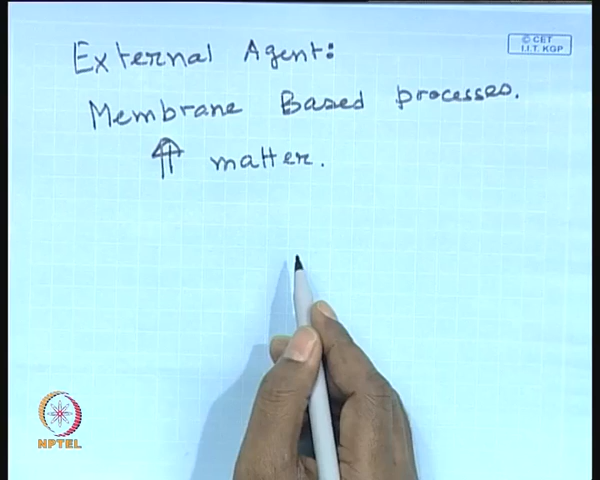 External Agent:
© CET
I.I.T. KGP
Membrane Based processes.
⇑ matter.
NPTEL